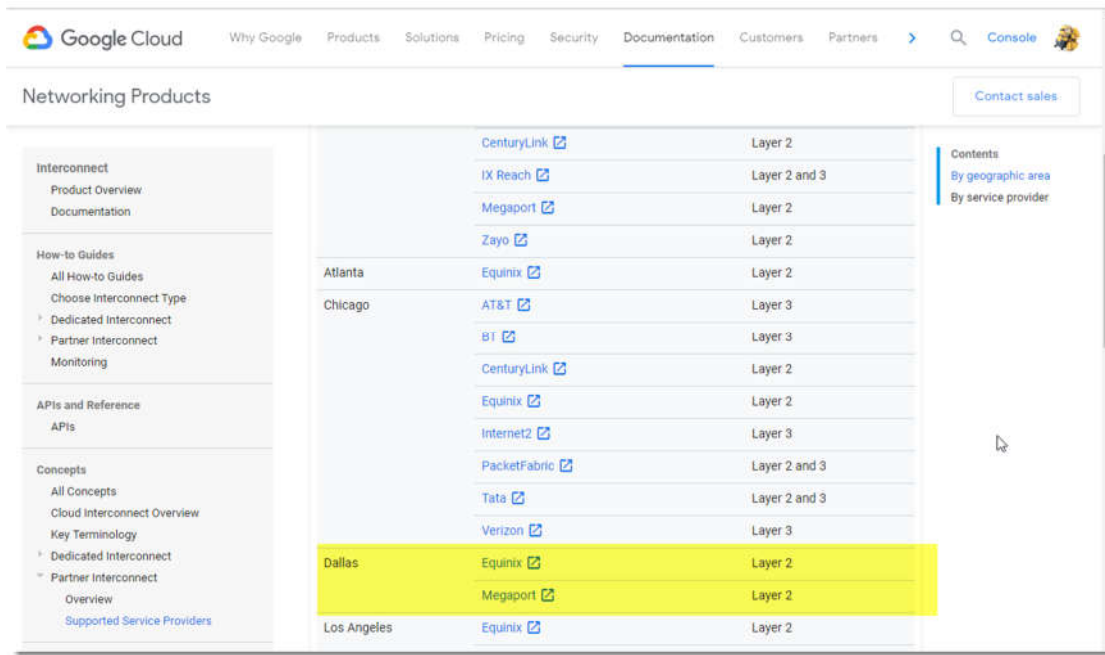 Google Cloud
Why Google Products Solutions Pricing Security Documentation Customers Partners Console
Networking Products
Contact sales
Interconnect
Product Overview
Documentation
How-to Guides
All How-to Guides
Choose Interconnect Type
Dedicated Interconnect
Partner Interconnect
Monitoring
APIs and Reference
APIs
Concepts
All Concepts
Cloud Interconnect Overview
Key Terminology
Dedicated Interconnect
Partner Interconnect
Overview
Supported Service Providers
CenturyLink Layer 2
IX Reach Layer 2 and 3
Megaport Layer 2
Zayo Layer 2
Atlanta Equinix Layer 2
Chicago AT&T Layer 3
BT Layer 3
CenturyLink Layer 2
Equinix Layer 2
Internet2 Layer 3
PacketFabric Layer 2 and 3
Tata Layer 2 and 3
Verizon Layer 3
Dallas Equinix Layer 2
Megaport Layer 2
Los Angeles Equinix Layer 2
Contents
By geographic area
By service provider